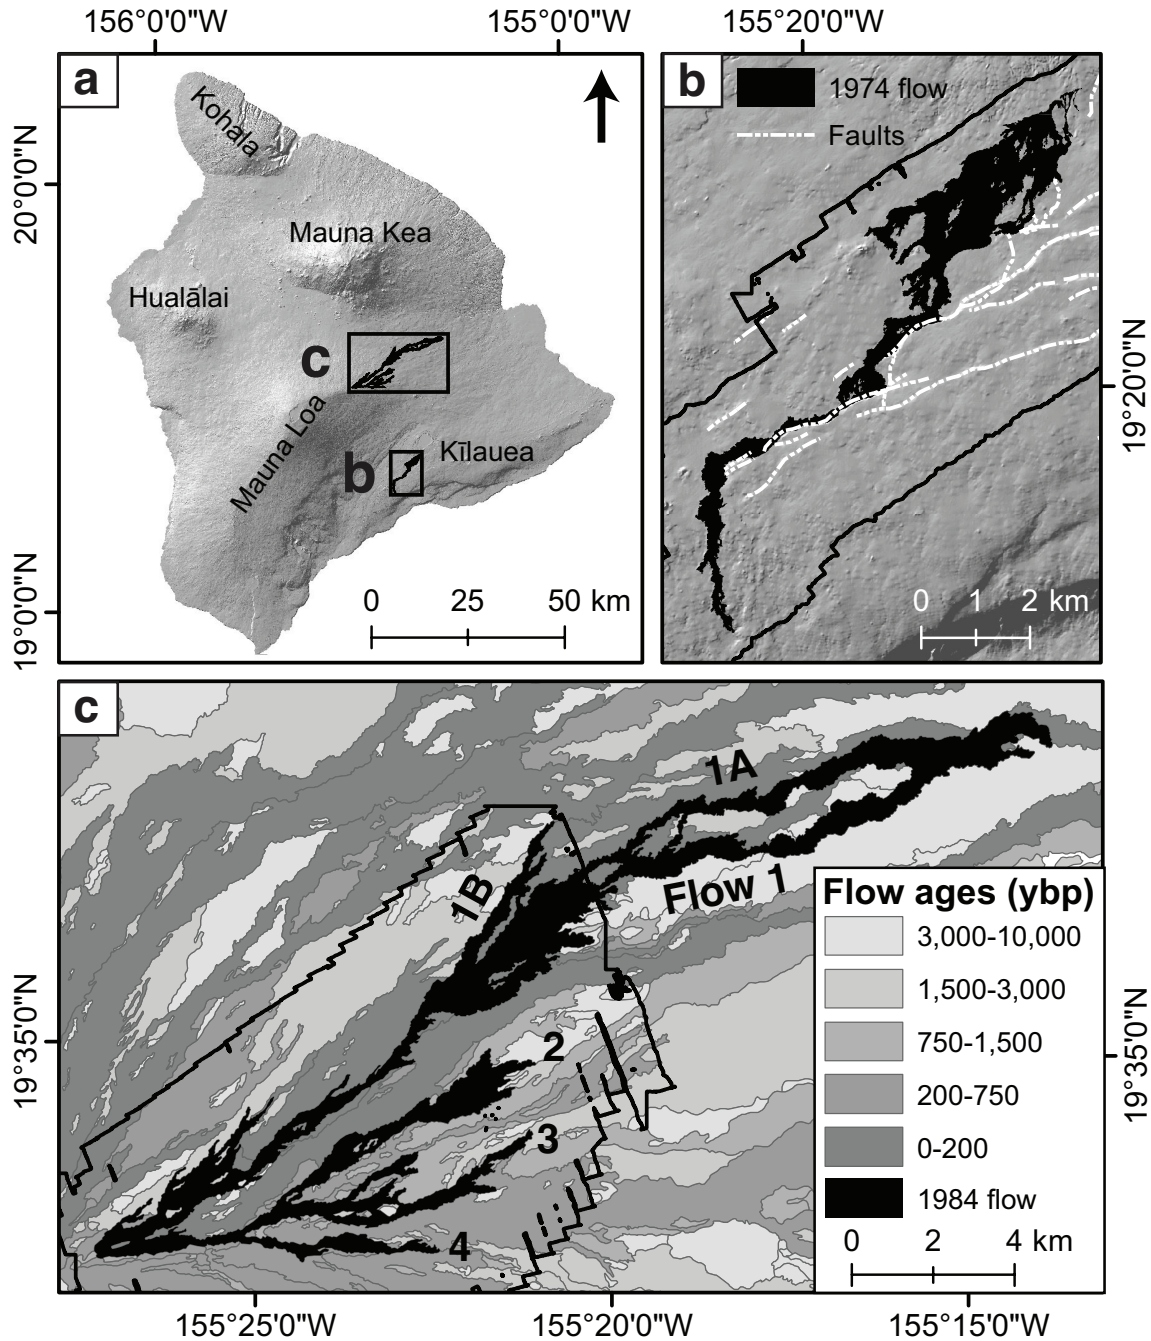 156°0'0"W
155°0'0"W
155°20'0"W
a
Kohala
Mauna Kea
Hualālai
c
Mauna Loa
b
Kīlauea
0 25 50 km
20°0'0"N
19°0'0"N
b
1974 flow
Faults
0 1 2 km
19°20'0"N
c
1A
1B
Flow 1
2
3
4
Flow ages (ybp)
3,000-10,000
1,500-3,000
750-1,500
200-750
0-200
1984 flow
0 2 4 km
19°35'0"N
19°35'0"N
155°25'0"W
155°20'0"W
155°15'0"W